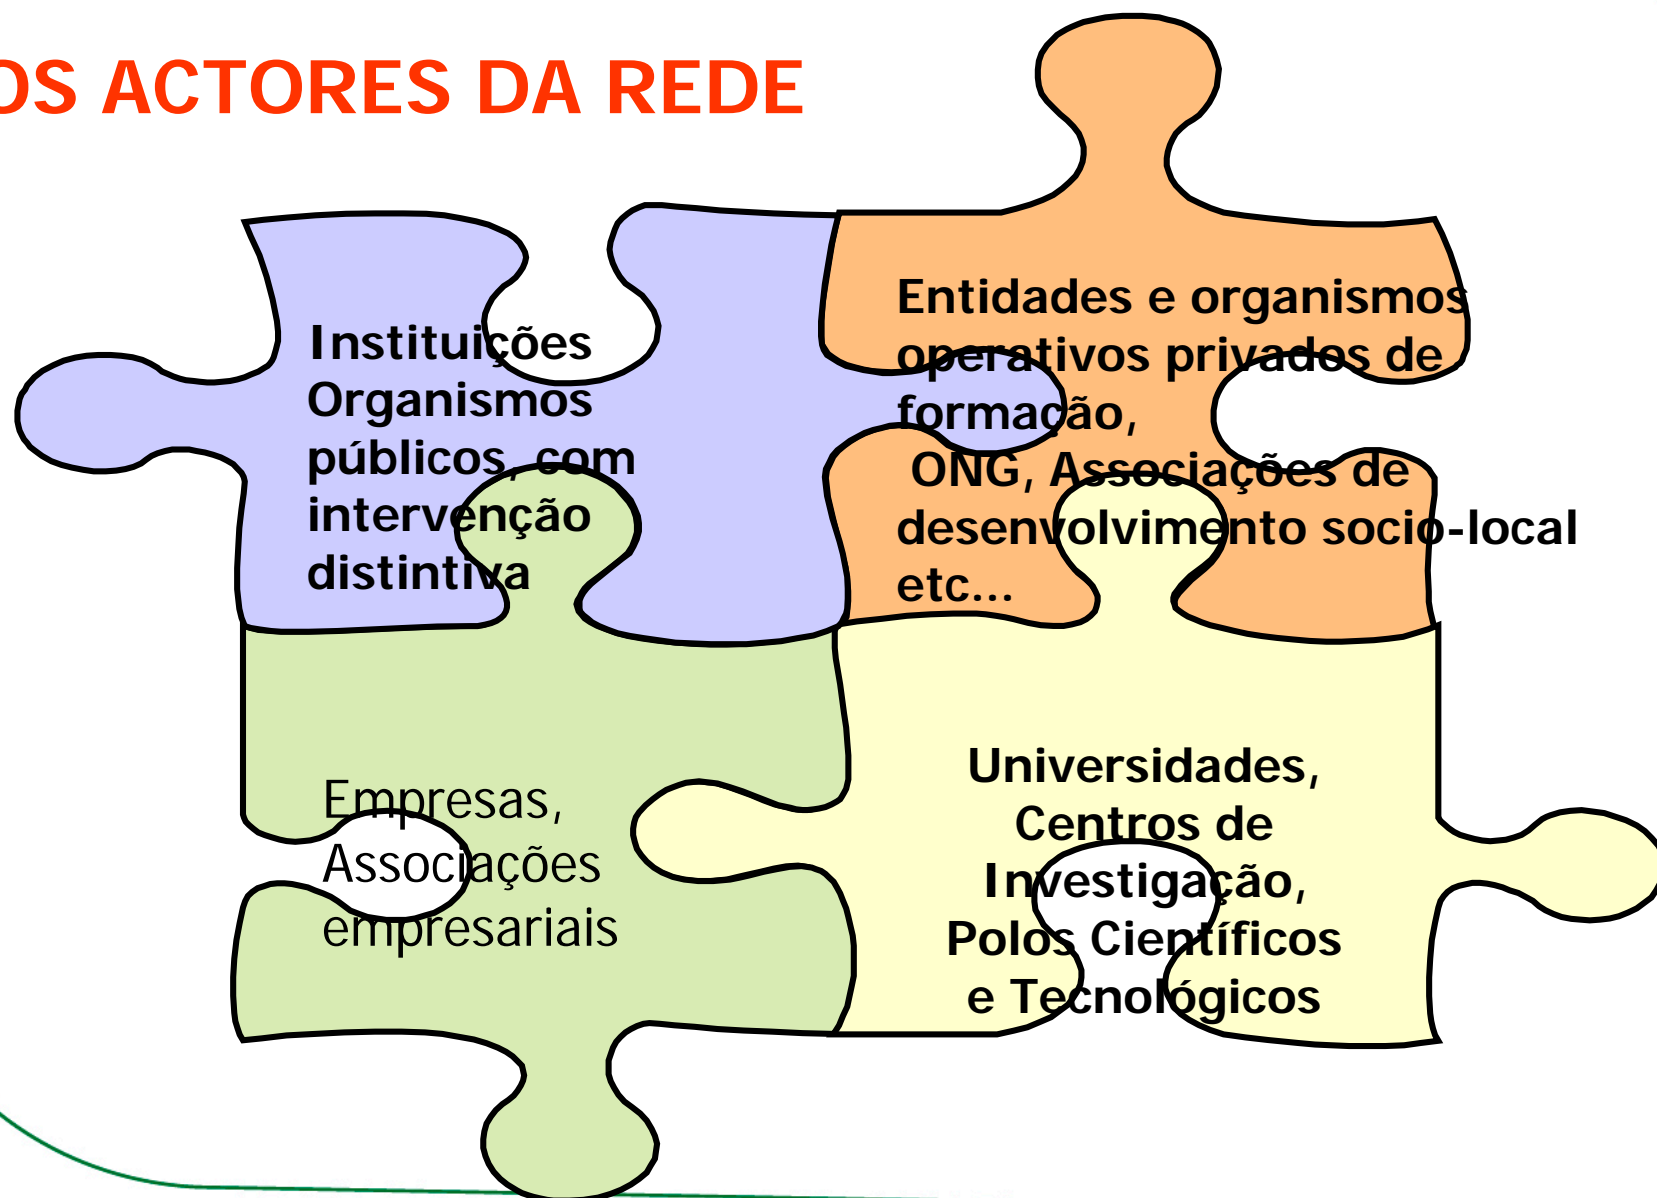 OS ACTORES DA REDE
Instituições
Organismos
públicos, com
intervenção
distintiva
Entidades e organismos
operativos privados de
formação,
ONG, Associações de
desenvolvimento socio-local
etc...
Empresas,
Associações
empresariais
Universidades,
Centros de
Investigação,
Polos Científicos
e Tecnológicos